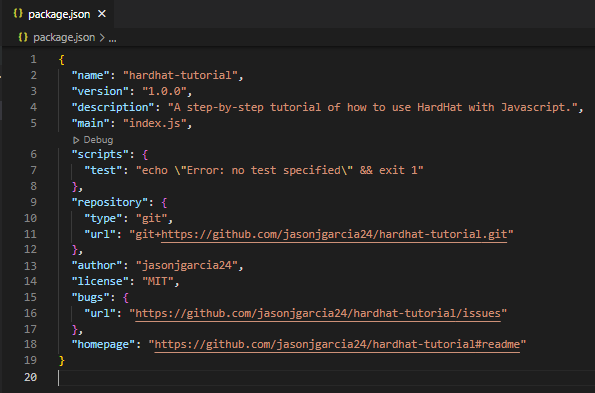 {} package.json ×
{} package.json > ...
1 {
2 "name": "hardhat-tutorial",
3 "version": "1.0.0",
4 "description": "A step-by-step tutorial of how to use HardHat with Javascript.",
5 "main": "index.js",
Debug
6 "scripts": {
7 "test": "echo \"Error: no test specified\" && exit 1"
8 },
9 "repository": {
10 "type": "git",
11 "url": "git+https://github.com/jasonjgarcia24/hardhat-tutorial.git"
12 },
13 "author": "jasonjgarcia24",
14 "license": "MIT",
15 "bugs": {
16 "url": "https://github.com/jasonjgarcia24/hardhat-tutorial/issues"
17 },
18 "homepage": "https://github.com/jasonjgarcia24/hardhat-tutorial#readme"
19 }
20